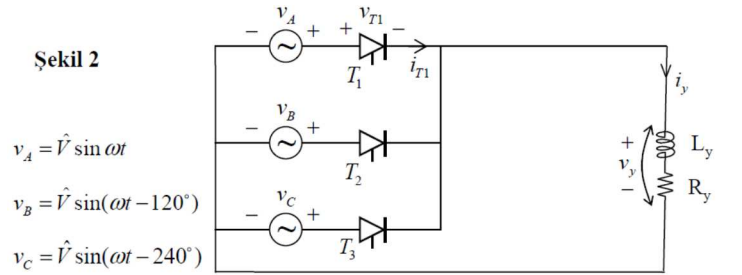 Şekil 2
v_A = V̂ sin ωt
v_B = V̂ sin(ωt − 120°)
v_C = V̂ sin(ωt − 240°)
v_A
− +
+ v_T1 −
T_1
i_T1
v_B
− +
T_2
v_C
− +
T_3
i_y
+
v_y
−
L_y
R_y